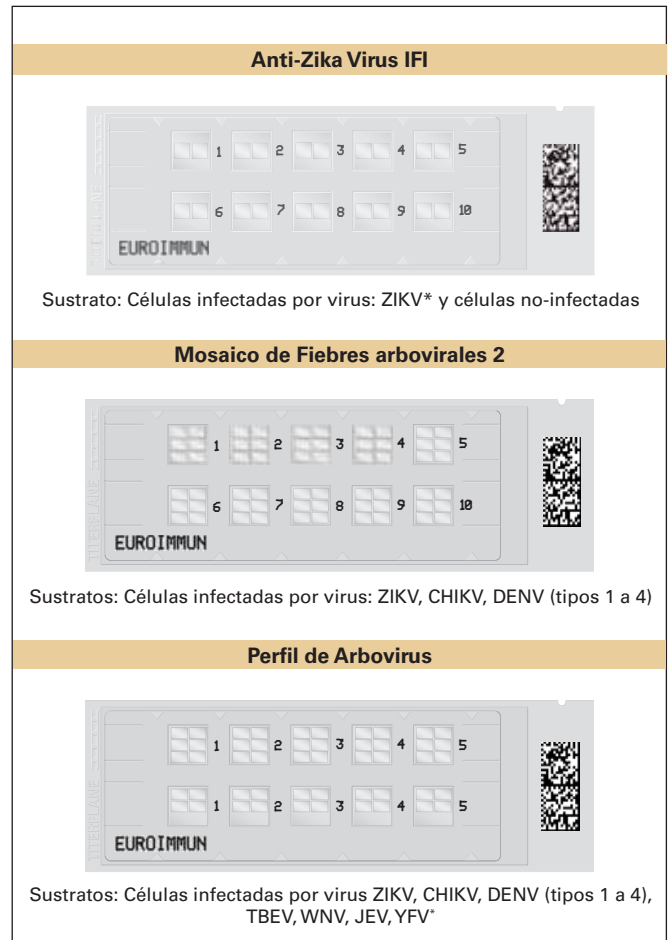 Anti-Zika Virus IFI
1 2 3 4 5
6 7 8 9 10
EUROIMMUN
Sustrato: Células infectadas por virus: ZIKV* y células no-infectadas
Mosaico de Fiebres arbovirales 2
1 2 3 4 5
6 7 8 9 10
TITERPLANE
EUROIMMUN
Sustratos: Células infectadas por virus: ZIKV, CHIKV, DENV (tipos 1 a 4)
Perfil de Arbovirus
1 2 3 4 5
1 2 3 4 5
TITERPLANE
EUROIMMUN
Sustratos: Células infectadas por virus ZIKV, CHIKV, DENV (tipos 1 a 4),
TBEV, WNV, JEV, YFV*